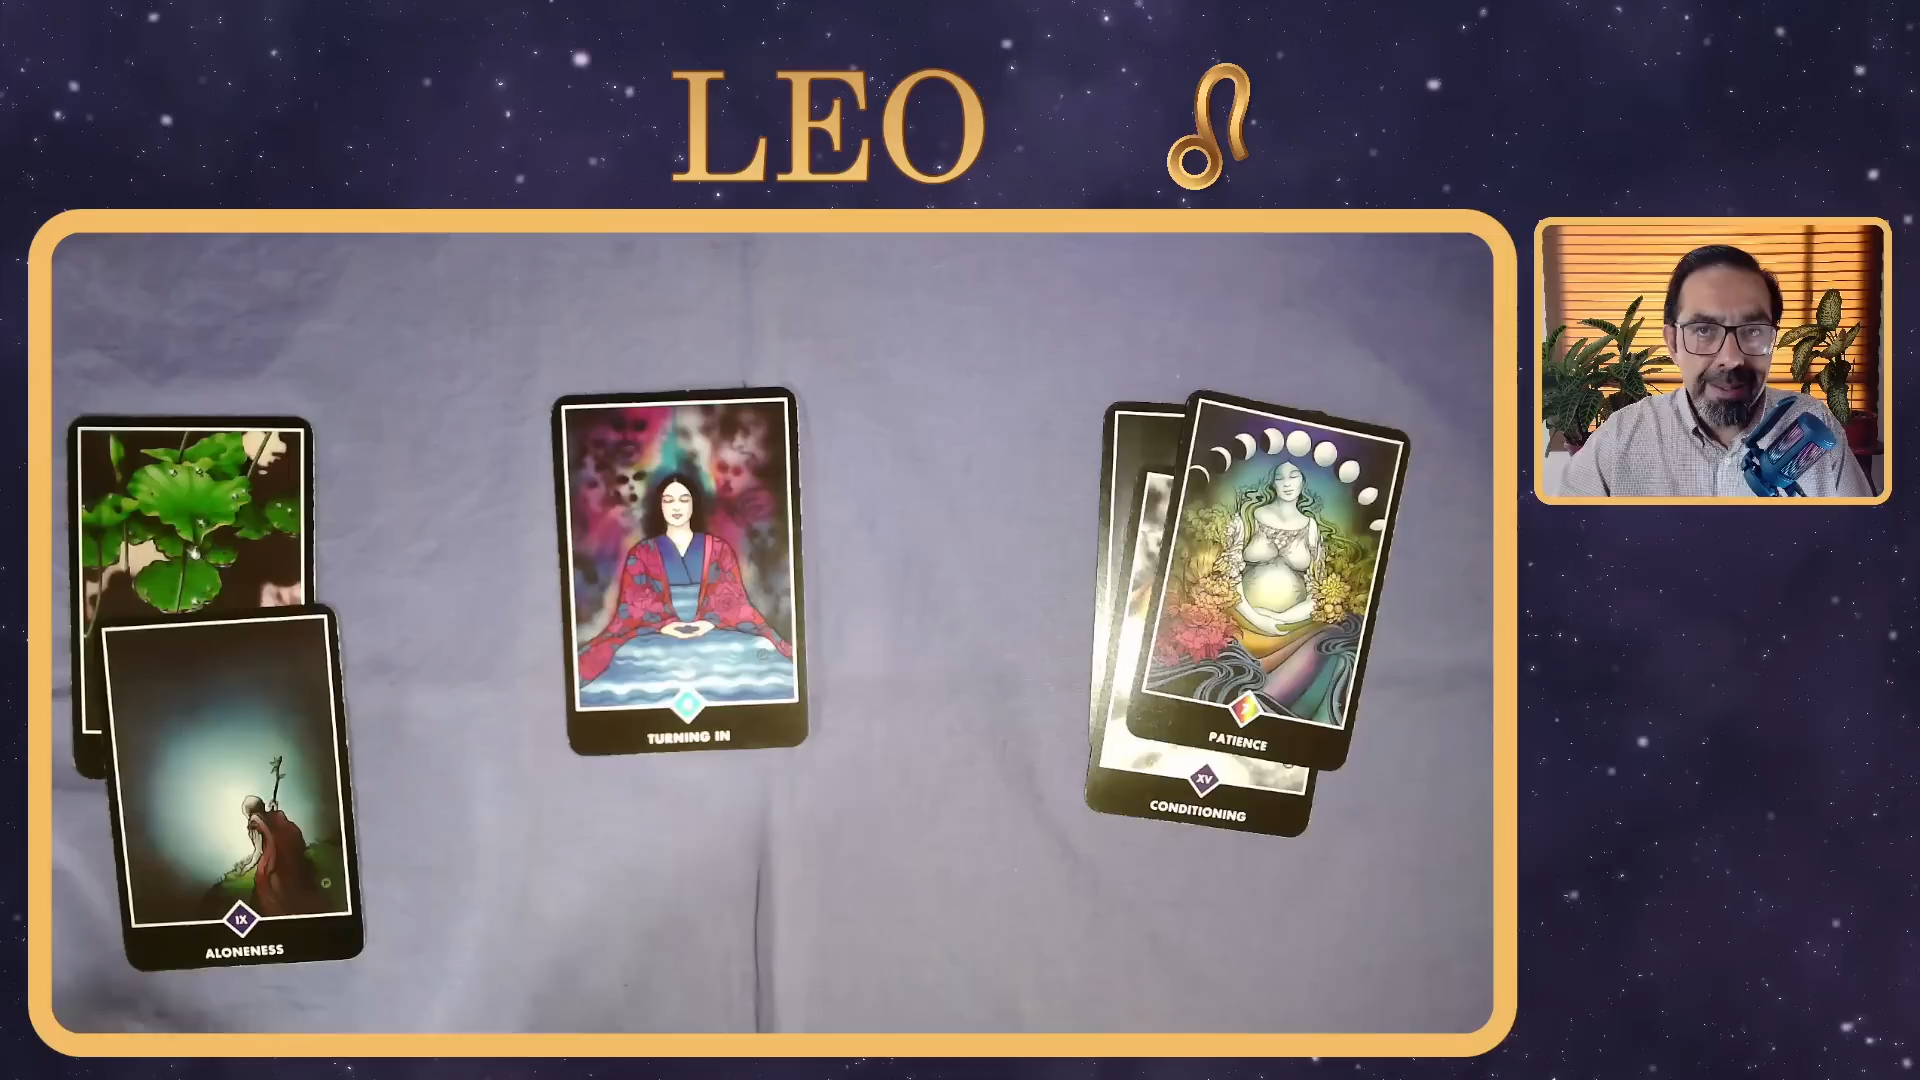 LEO
TURNING IN
PATIENCE
XV
CONDITIONING
IX
ALONENESS